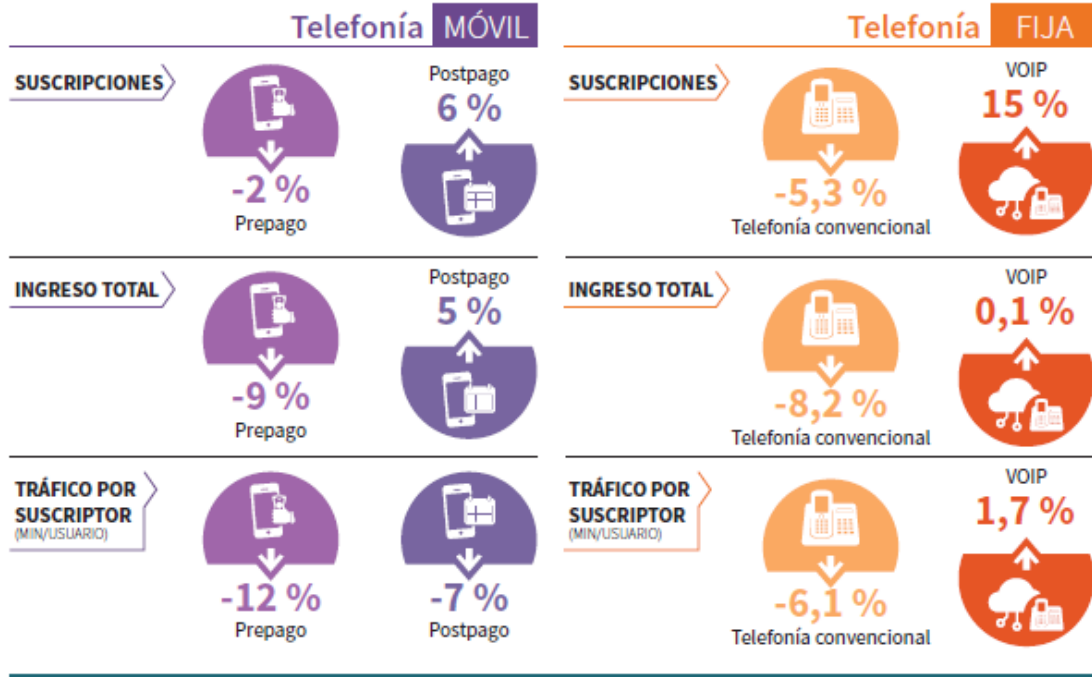 Telefonía MÓVIL
SUSCRIPCIONES
-2 %
Prepago
Postpago
6 %
INGRESO TOTAL
-9 %
Prepago
Postpago
5 %
TRÁFICO POR
SUSCRIPTOR
(MIN/USUARIO)
-12 %
Prepago
-7 %
Postpago
Telefonía FIJA
SUSCRIPCIONES
-5,3 %
Telefonía convencional
VOIP
15 %
INGRESO TOTAL
-8,2 %
Telefonía convencional
VOIP
0,1 %
TRÁFICO POR
SUSCRIPTOR
(MIN/USUARIO)
-6,1 %
Telefonía convencional
VOIP
1,7 %